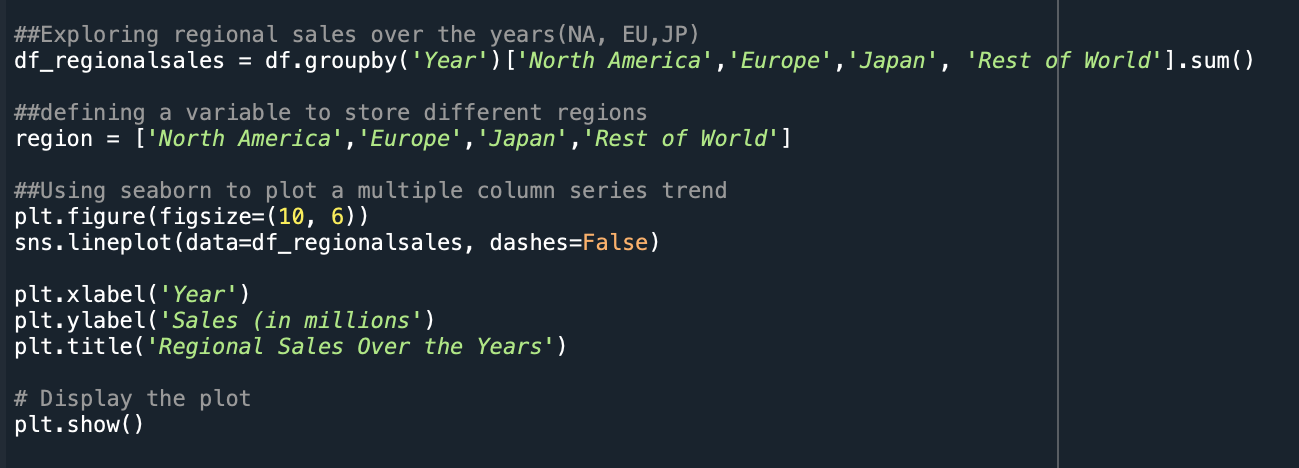 ##Exploring regional sales over the years(NA, EU,JP)
df_regionalsales = df.groupby('Year')['North America','Europe','Japan', 'Rest of World'].sum()
##defining a variable to store different regions
region = ['North America','Europe','Japan','Rest of World']
##Using seaborn to plot a multiple column series trend
plt.figure(figsize=(10, 6))
sns.lineplot(data=df_regionalsales, dashes=False)
plt.xlabel('Year')
plt.ylabel('Sales (in millions')
plt.title('Regional Sales Over the Years')
# Display the plot
plt.show()